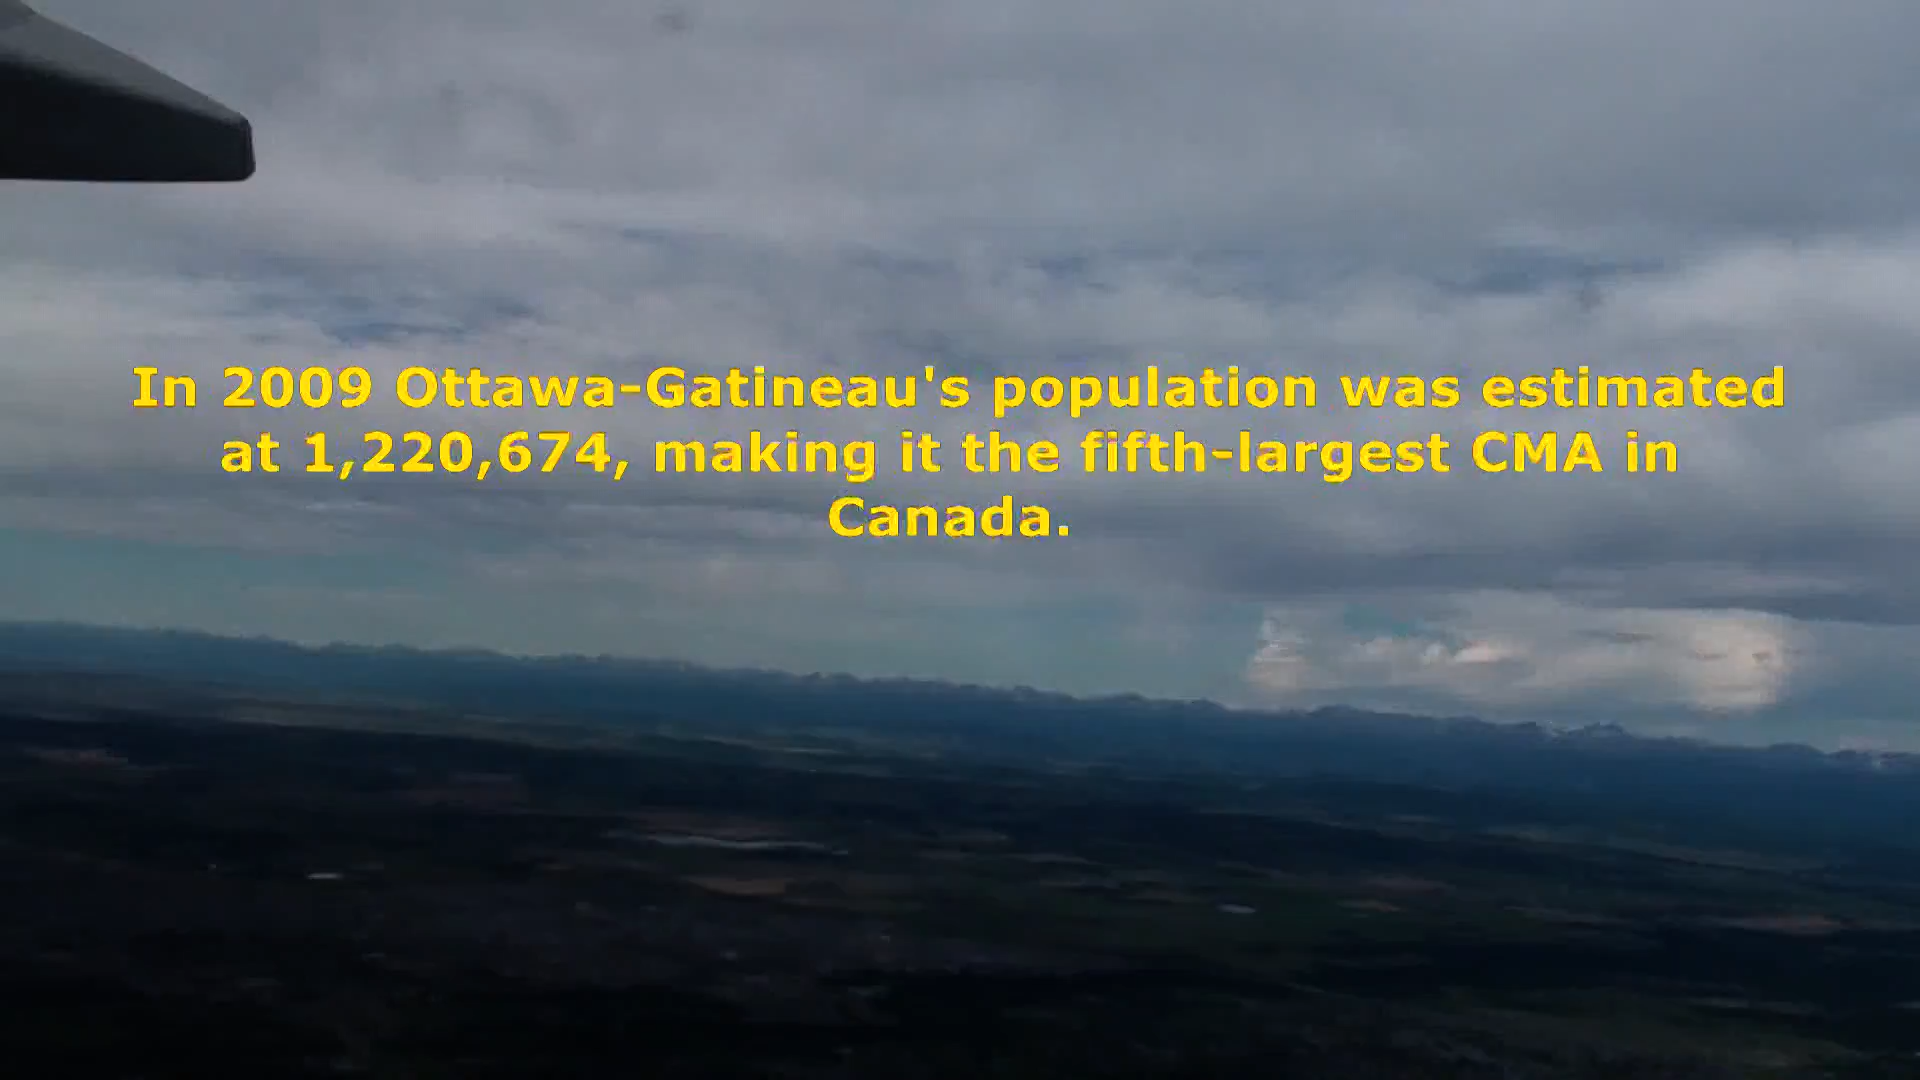 In 2009 Ottawa-Gatineau's population was estimated
at 1,220,674, making it the fifth-largest CMA in
Canada.